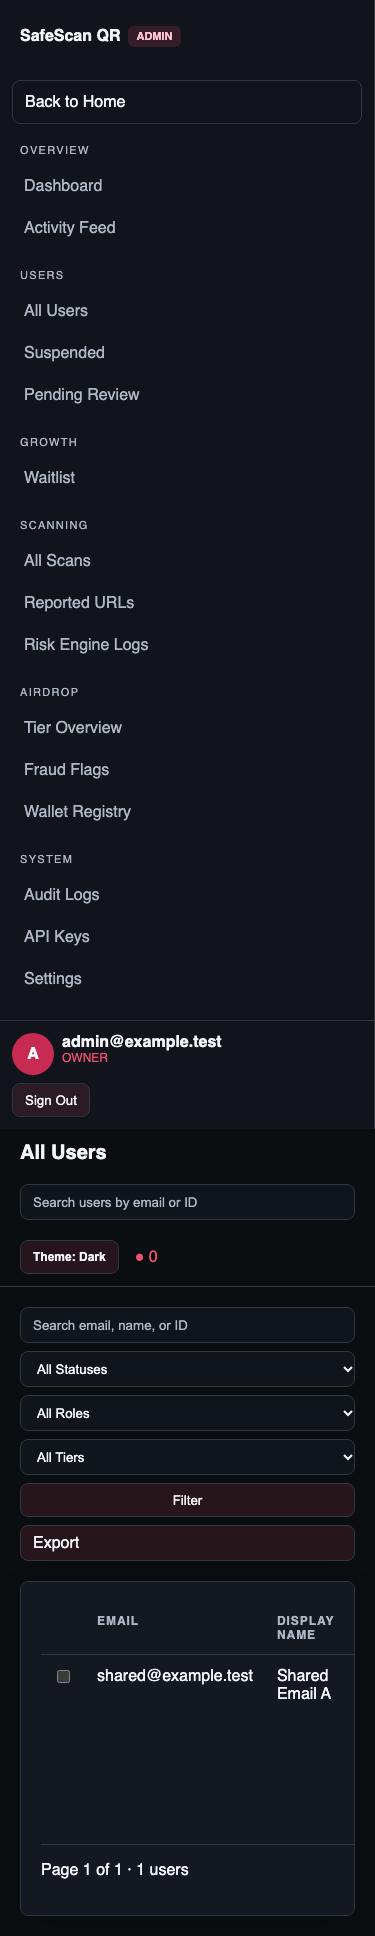 SafeScan QR ADMIN
Back to Home
OVERVIEW
Dashboard
Activity Feed
USERS
All Users
Suspended
Pending Review
GROWTH
Waitlist
SCANNING
All Scans
Reported URLs
Risk Engine Logs
AIRDROP
Tier Overview
Fraud Flags
Wallet Registry
SYSTEM
Audit Logs
API Keys
Settings
A
admin@example.test
OWNER
Sign Out
All Users
Search users by email or ID
Theme: Dark
● 0
Search email, name, or ID
All Statuses
All Roles
All Tiers
Filter
Export
EMAIL DISPLAY
NAME
shared@example.test Shared
Email A
Page 1 of 1 · 1 users